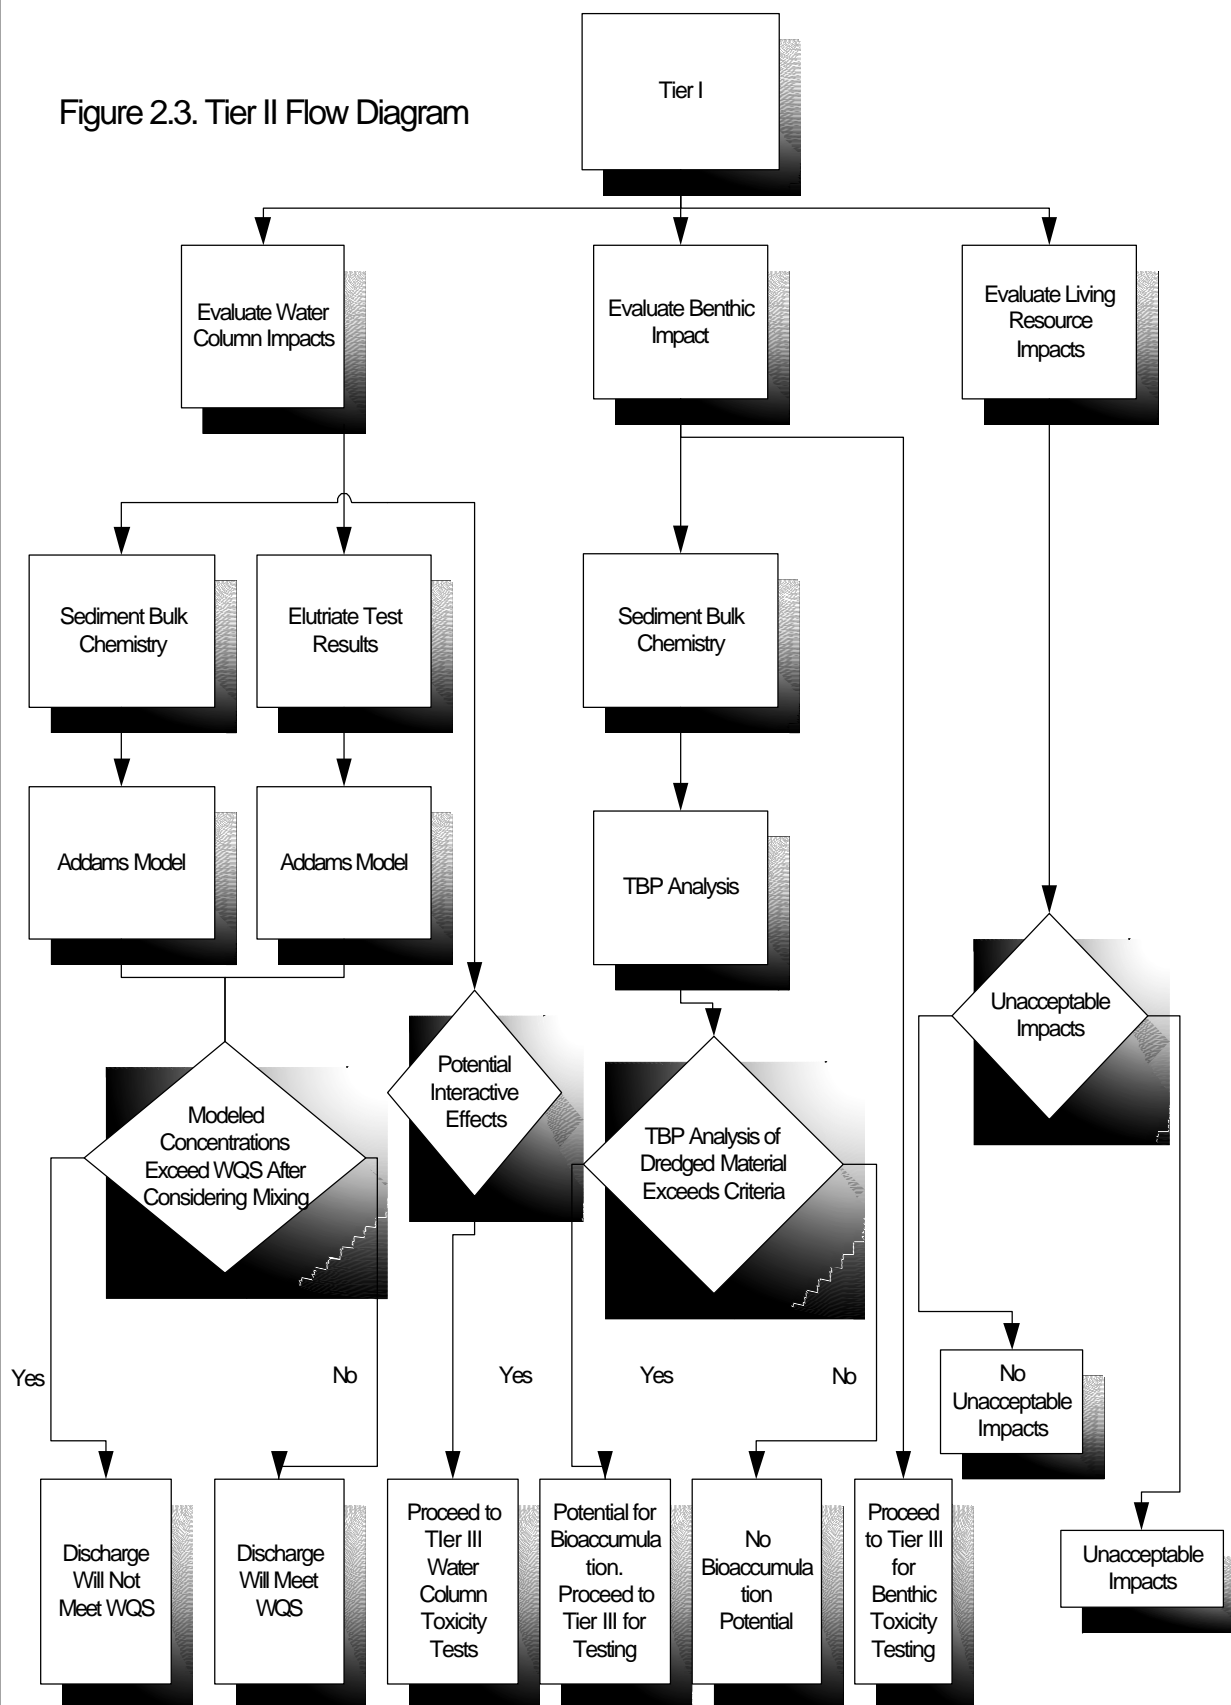 Figure 2.3. Tier II Flow Diagram
Tier I
Evaluate Water
Column Impacts
Evaluate Benthic
Impact
Evaluate Living
Resource
Impacts
Sediment Bulk
Chemistry
Elutriate Test
Results
Sediment Bulk
Chemistry
Addams Model
Addams Model
TBP Analysis
Unacceptable
Impacts
Potential
Interactive
Effects
Modeled
Concentrations
Exceed WQS After
Considering Mixing
TBP Analysis of
Dredged Material
Exceeds Criteria
Yes
No
Yes
Yes
No
No
Unacceptable
Impacts
Discharge
Will Not
Meet WQS
Discharge
Will Meet
WQS
Proceed to
TIer III
Water
Column
Toxicity
Tests
Potential for
Bioaccumula
tion.
Proceed to
Tier III for
Testing
No
Bioaccumula
tion
Potential
Proceed
to Tier III
for
Benthic
Toxicity
Testing
Unacceptable
Impacts